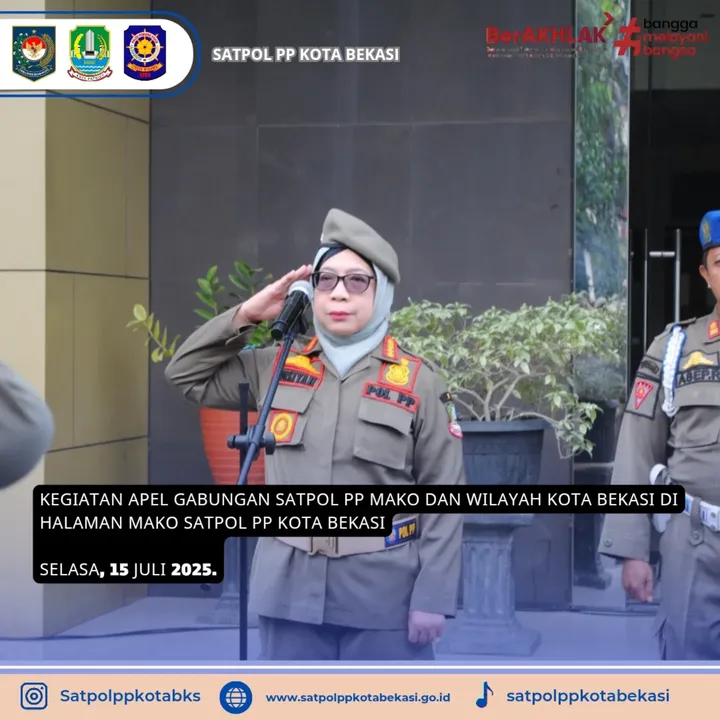 SATPOL PP KOTA BEKASI
BerAKHLAK
#bangga
melayani
bangsa
POL PP
POL PP
KEGIATAN APEL GABUNGAN SATPOL PP MAKO DAN WILAYAH KOTA BEKASI DI
HALAMAN MAKO SATPOL PP KOTA BEKASI
SELASA, 15 JULI 2025.
Satpolppkotabks
www.satpolppkotabekasi.go.id
satpolppkotabekasi